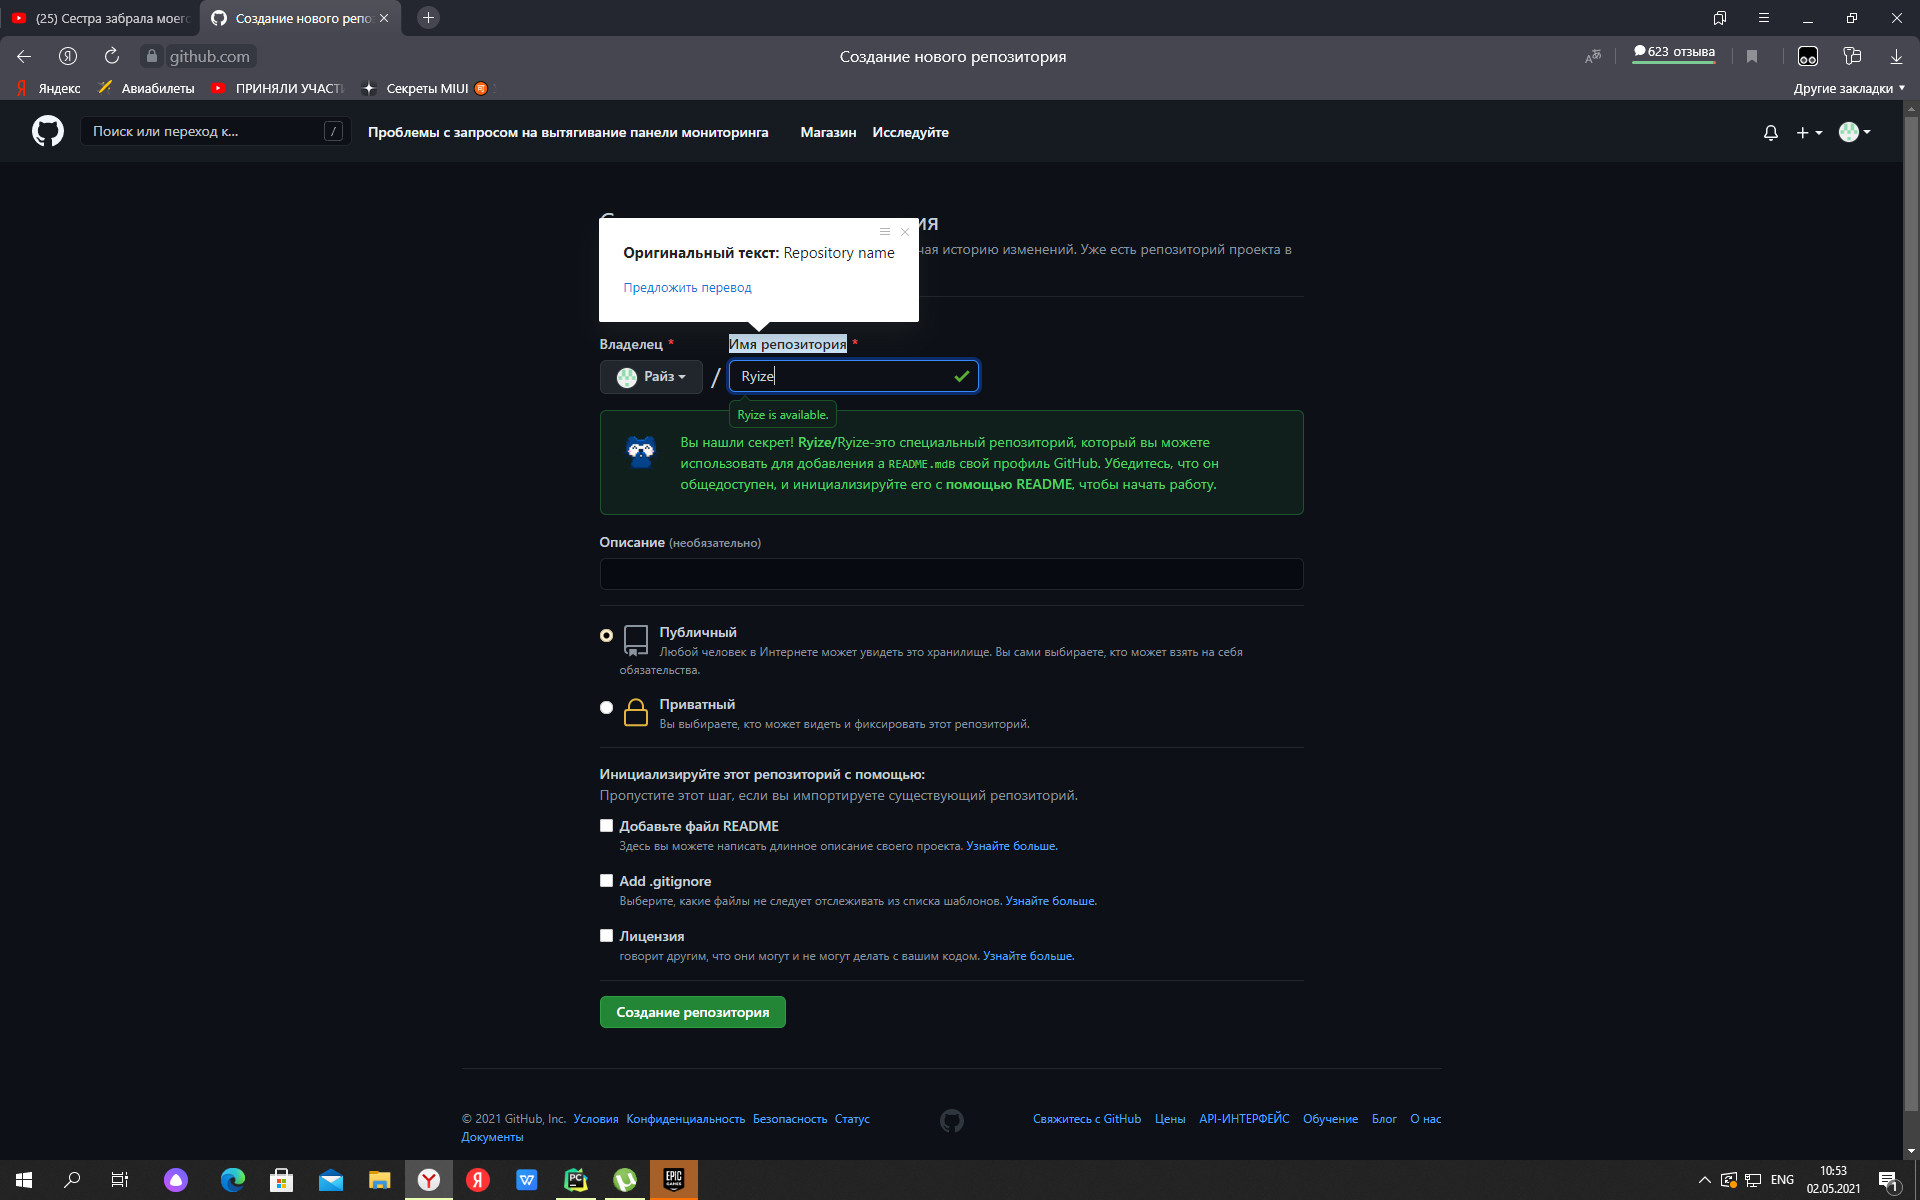 (25) Сестра забрала моего
Создание нового репо
github.com
Создание нового репозитория
623 отзыва
Яндекс
Авиабилеты
ПРИНЯЛИ УЧАСТИ
Секреты MIUI
Другие закладки
Поиск или переход к...
/
Проблемы с запросом на вытягивание панели мониторинга
Магазин
Исследуйте
ия
Оригинальный текст: Repository name
Предложить перевод
чая историю изменений. Уже есть репозиторий проекта в
Владелец *
Имя репозитория *
Райз
/
Ryize
Ryize is available.
Вы нашли секрет! Ryize/Ryize-это специальный репозиторий, который вы можете
использовать для добавления а README.mdв свой профиль GitHub. Убедитесь, что он
общедоступен, и инициализируйте его с помощью README, чтобы начать работу.
Описание (необязательно)
Публичный
Любой человек в Интернете может увидеть это хранилище. Вы сами выбираете, кто может взять на себя
обязательства.
Приватный
Вы выбираете, кто может видеть и фиксировать этот репозиторий.
Инициализируйте этот репозиторий с помощью:
Пропустите этот шаг, если вы импортируете существующий репозиторий.
Добавьте файл README
Здесь вы можете написать длинное описание своего проекта. Узнайте больше.
Add .gitignore
Выберите, какие файлы не следует отслеживать из списка шаблонов. Узнайте больше.
Лицензия
говорит другим, что они могут и не могут делать с вашим кодом. Узнайте больше.
Создание репозитория
© 2021 GitHub, Inc. Условия Конфиденциальность Безопасность Статус
Документы
Свяжитесь с GitHub Цены API-ИНТЕРФЕЙС Обучение Блог О нас
ENG
10:53
02.05.2021
1